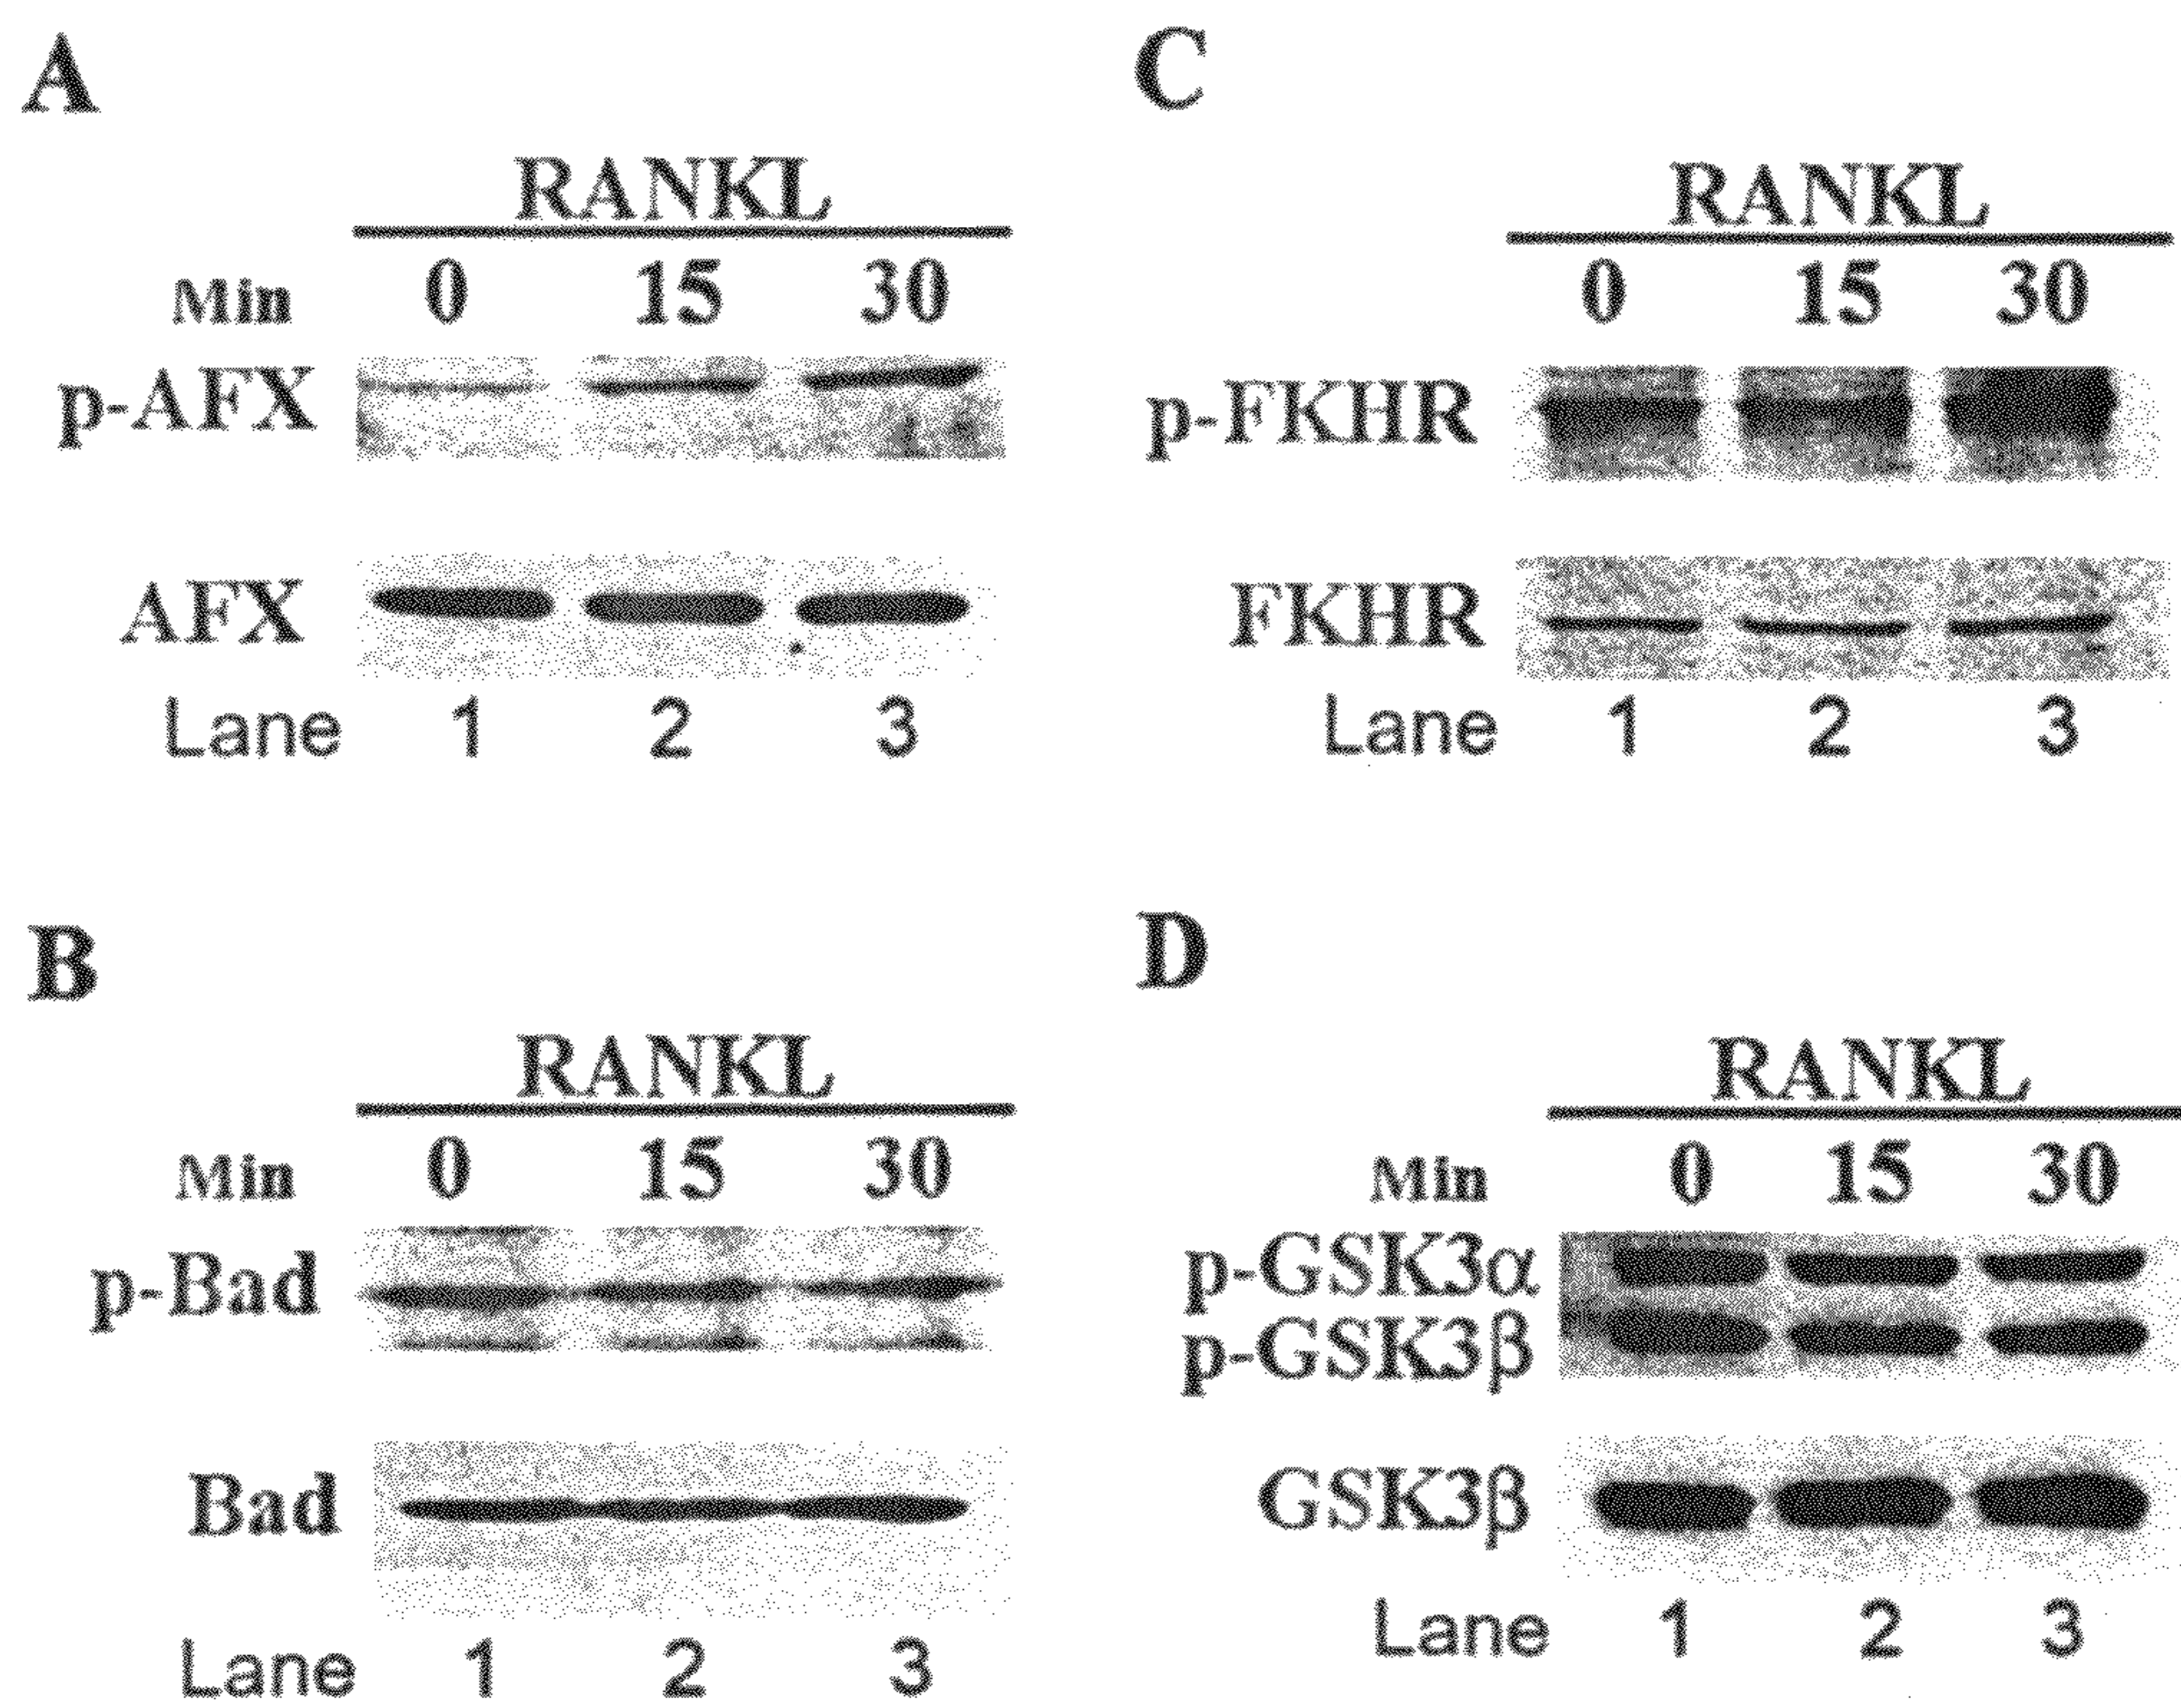 A
RANKL
Min 0 15 30
p-AFX
AFX
Lane 1 2 3
B
RANKL
Min 0 15 30
p-Bad
Bad
Lane 1 2 3
C
RANKL
0 15 30
p-FKHR
FKHR
Lane 1 2 3
D
RANKL
Min 0 15 30
p-GSK3α
p-GSK3β
GSK3β
Lane 1 2 3